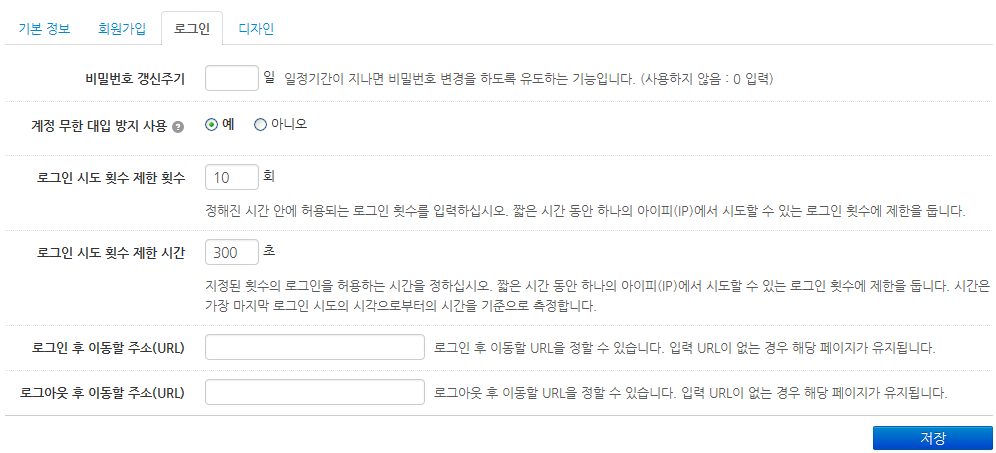 기본 정보 회원가입 로그인 디자인
비밀번호 갱신주기 일 일정기간이 지나면 비밀번호 변경을 하도록 유도하는 기능입니다. (사용하지 않음 : 0 입력)
계정 무한 대입 방지 사용 ? 예 아니오
로그인 시도 횟수 제한 횟수 10 회
정해진 시간 안에 허용되는 로그인 횟수를 입력하십시오. 짧은 시간 동안 하나의 아이피(IP)에서 시도할 수 있는 로그인 횟수에 제한을 둡니다.
로그인 시도 횟수 제한 시간 300 초
지정된 횟수의 로그인을 허용하는 시간을 정하십시오. 짧은 시간 동안 하나의 아이피(IP)에서 시도할 수 있는 로그인 횟수에 제한을 둡니다. 시간은
가장 마지막 로그인 시도의 시각으로부터의 시간을 기준으로 측정합니다.
로그인 후 이동할 주소(URL) 로그인 후 이동할 URL을 정할 수 있습니다. 입력 URL이 없는 경우 해당 페이지가 유지됩니다.
로그아웃 후 이동할 주소(URL) 로그아웃 후 이동할 URL을 정할 수 있습니다. 입력 URL이 없는 경우 해당 페이지가 유지됩니다.
저장